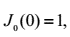 J₀(0) = 1,